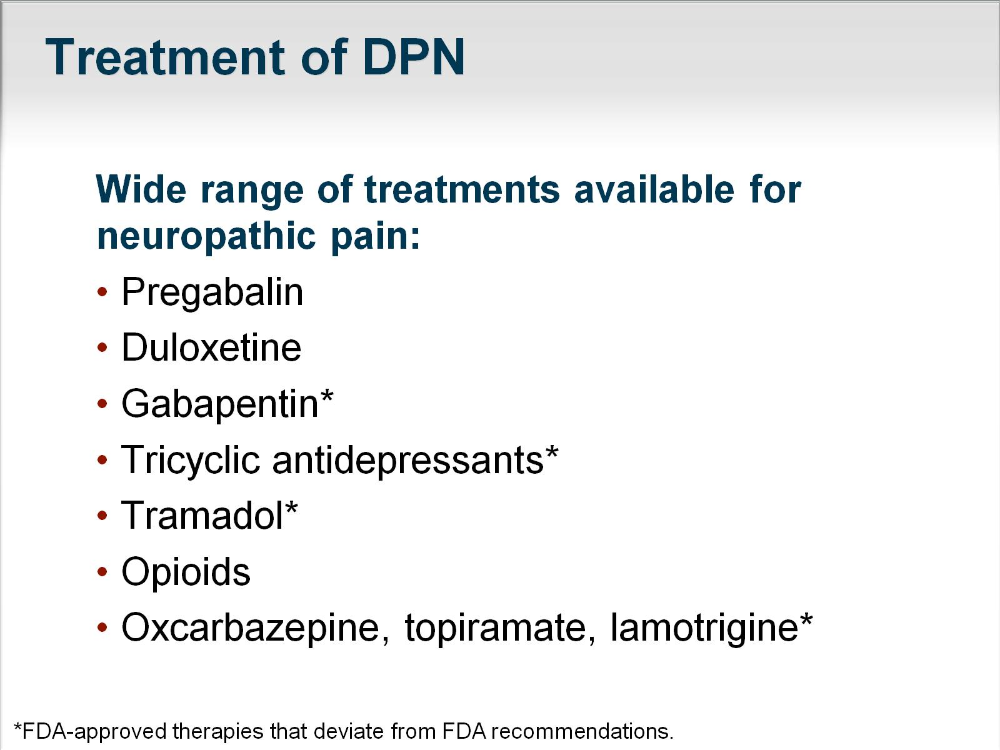 Treatment of DPN
Wide range of treatments available for
neuropathic pain:
• Pregabalin
• Duloxetine
• Gabapentin*
• Tricyclic antidepressants*
• Tramadol*
• Opioids
• Oxcarbazepine, topiramate, lamotrigine*
*FDA-approved therapies that deviate from FDA recommendations.